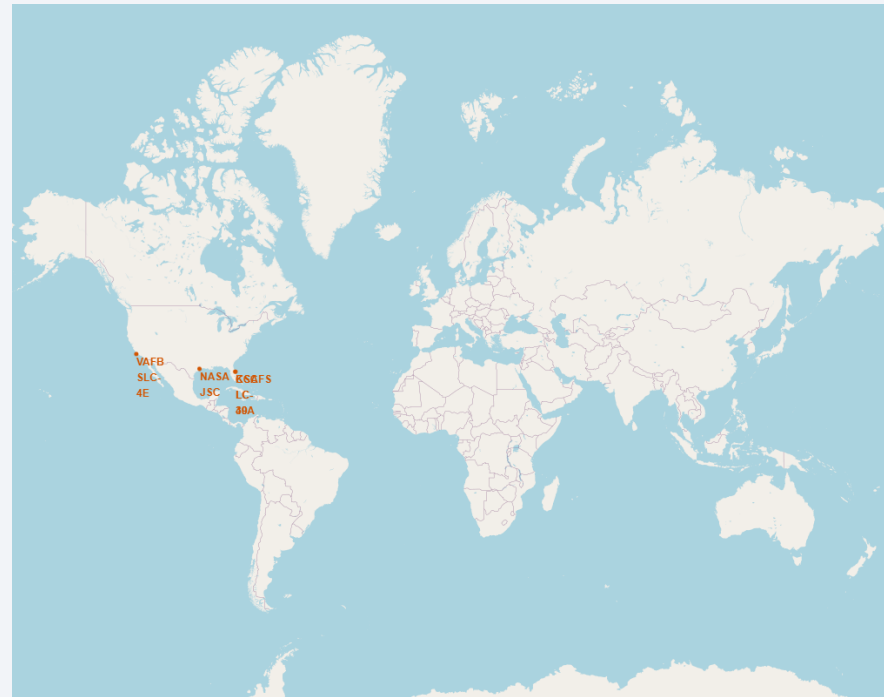 VAFB
SLC-
4E
NASA
JSC
LC-